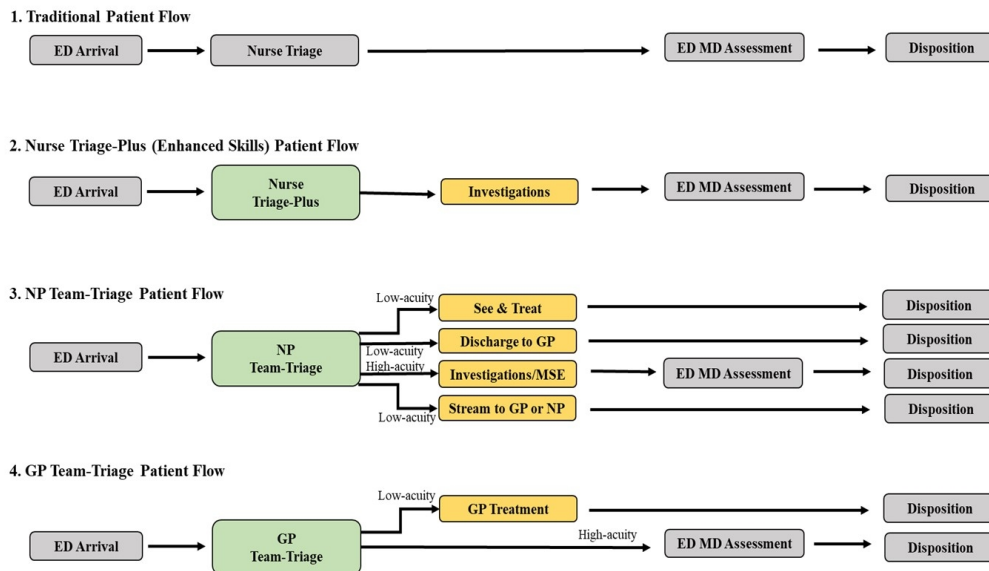 1. Traditional Patient Flow
ED Arrival
Nurse Triage
ED MD Assessment
Disposition
2. Nurse Triage-Plus (Enhanced Skills) Patient Flow
ED Arrival
Nurse
Triage-Plus
Investigations
ED MD Assessment
Disposition
3. NP Team-Triage Patient Flow
ED Arrival
NP
Team-Triage
Low-acuity
See & Treat
Disposition
Low-acuity
Discharge to GP
Disposition
High-acuity
Investigations/MSE
ED MD Assessment
Disposition
Low-acuity
Stream to GP or NP
Disposition
4. GP Team-Triage Patient Flow
ED Arrival
GP
Team-Triage
Low-acuity
GP Treatment
Disposition
High-acuity
ED MD Assessment
Disposition